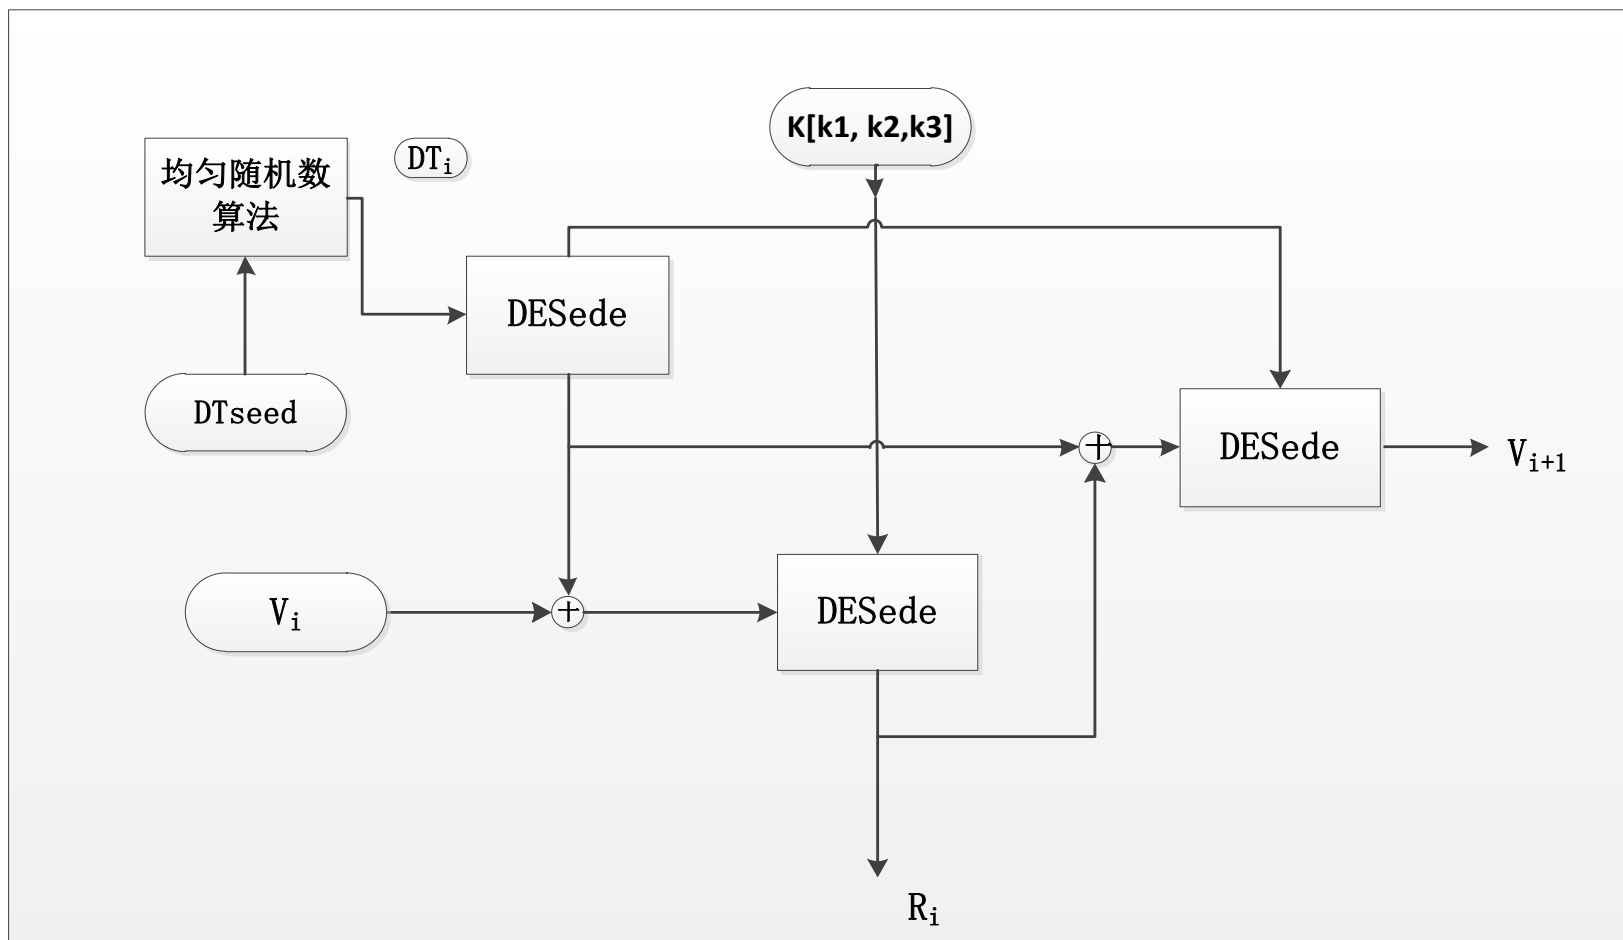 K[k1, k2,k3]
均匀随机数
算法
DTi
DESede
DTseed
DESede
Vi+1
Vi
DESede
Ri